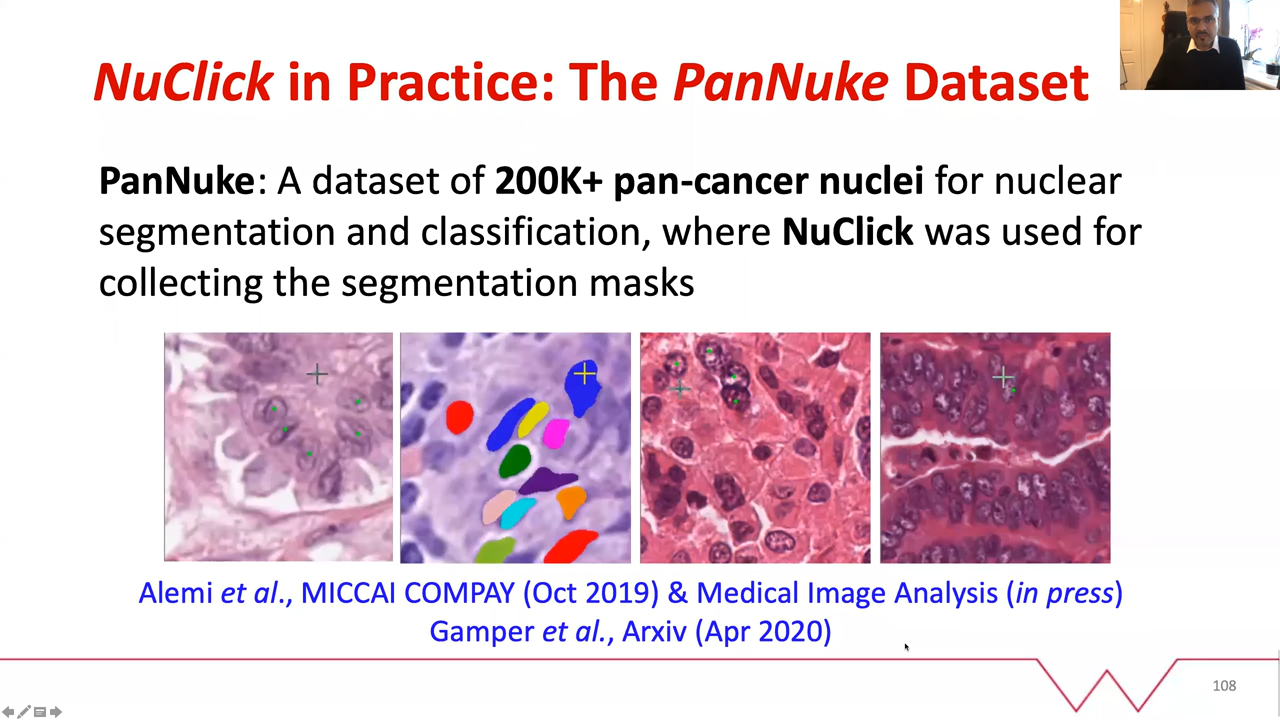 NuClick in Practice: The PanNuke Dataset
PanNuke: A dataset of 200K+ pan-cancer nuclei for nuclear
segmentation and classification, where NuClick was used for
collecting the segmentation masks
Alemi et al., MICCAI COMPAY (Oct 2019) & Medical Image Analysis (in press)
Gamper et al., Arxiv (Apr 2020)
108